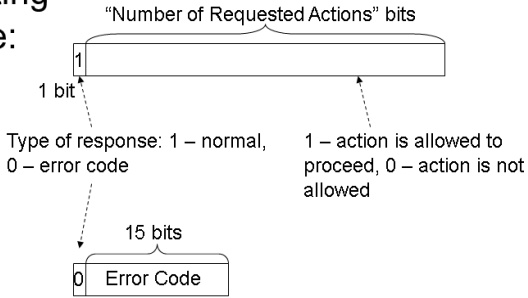 ing
e:
“Number of Requested Actions” bits
1
1 bit
Type of response: 1 – normal,
0 – error code
1 – action is allowed to
proceed, 0 – action is not
allowed
15 bits
0
Error Code